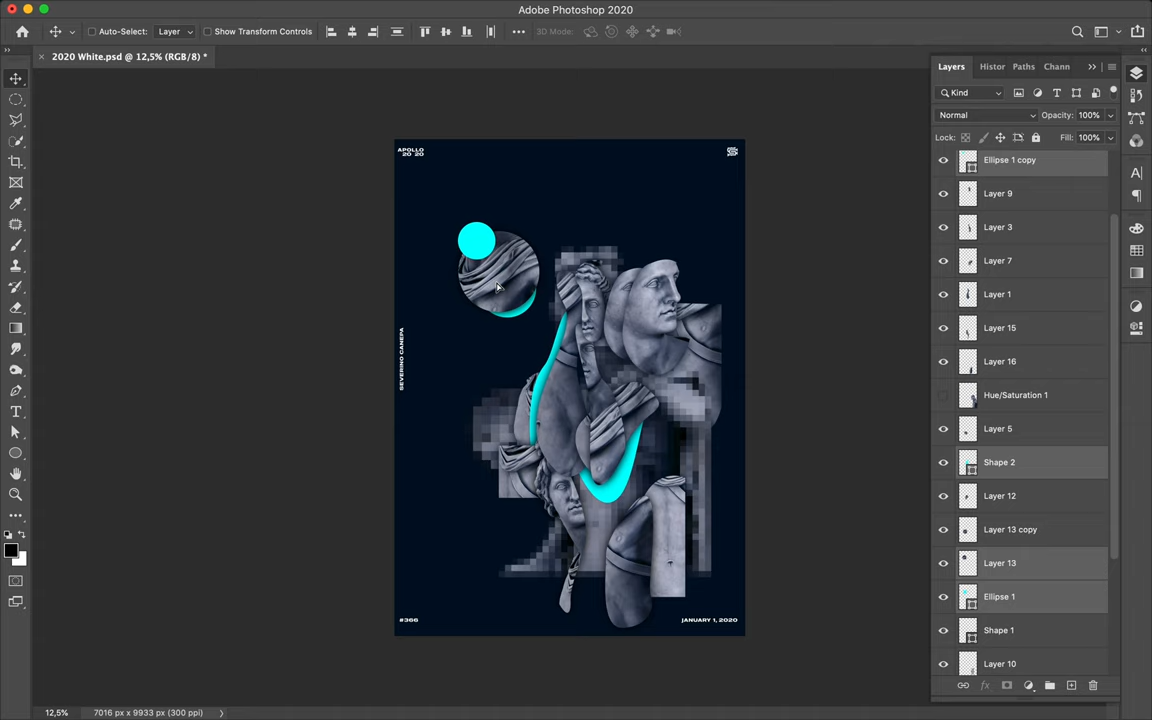 Adobe Photoshop 2020
Auto-Select: Layer Show Transform Controls 3D Mode:
2020 White.psd @ 12,5% (RGB/8) *
Layers Histor Paths Chann
Kind
Normal Opacity: 100%
Lock: Fill: 100%
Ellipse 1 copy
Layer 9
Layer 3
Layer 7
Layer 1
Layer 15
Layer 16
Hue/Saturation 1
Layer 5
Shape 2
Layer 12
Layer 13 copy
Layer 13
Ellipse 1
Shape 1
Layer 10
APOLLO
20 20
SEVERINO CANEPA
#366
JANUARY 1, 2020
12,5% 7016 px x 9933 px (300 ppi)